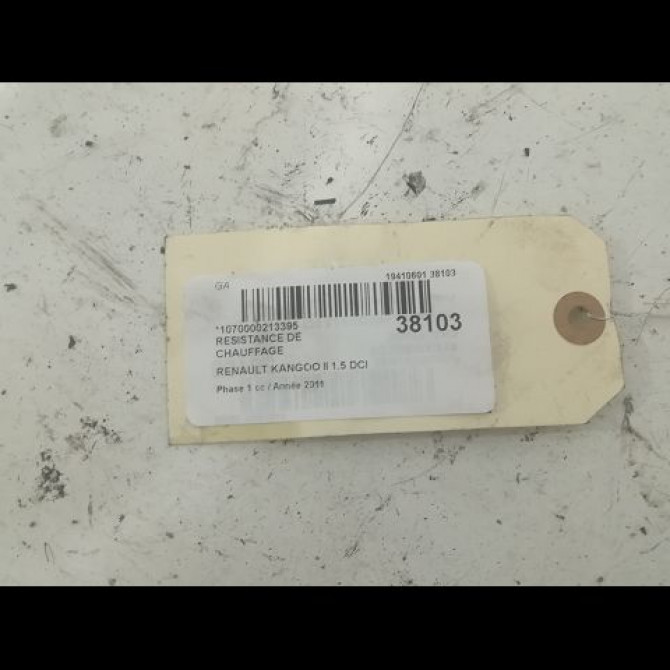 GA
19410601 38103
*1070000213395
38103
RESISTANCE DE
CHAUFFAGE
RENAULT KANGOO II 1.5 DCI
Phase 1 cc / Année 2011